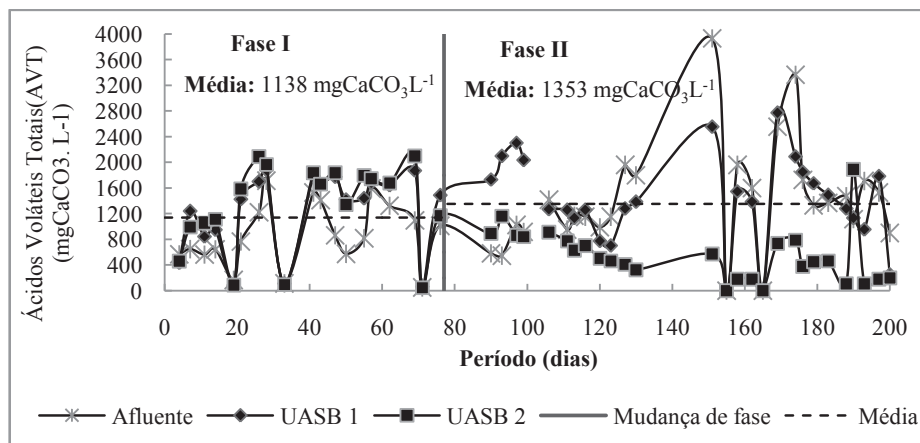 Ácidos Voláteis Totais(AVT)
(mgCaCO3. L-1)
4000
3600
3200
2800
2400
2000
1600
1200
800
400
0
Fase I
Média: 1138 mgCaCO₃L⁻¹
Fase II
Média: 1353 mgCaCO₃L⁻¹
0 20 40 60 80 100 120 140 160 180 200
Período (dias)
Afluente UASB 1 UASB 2 Mudança de fase Média